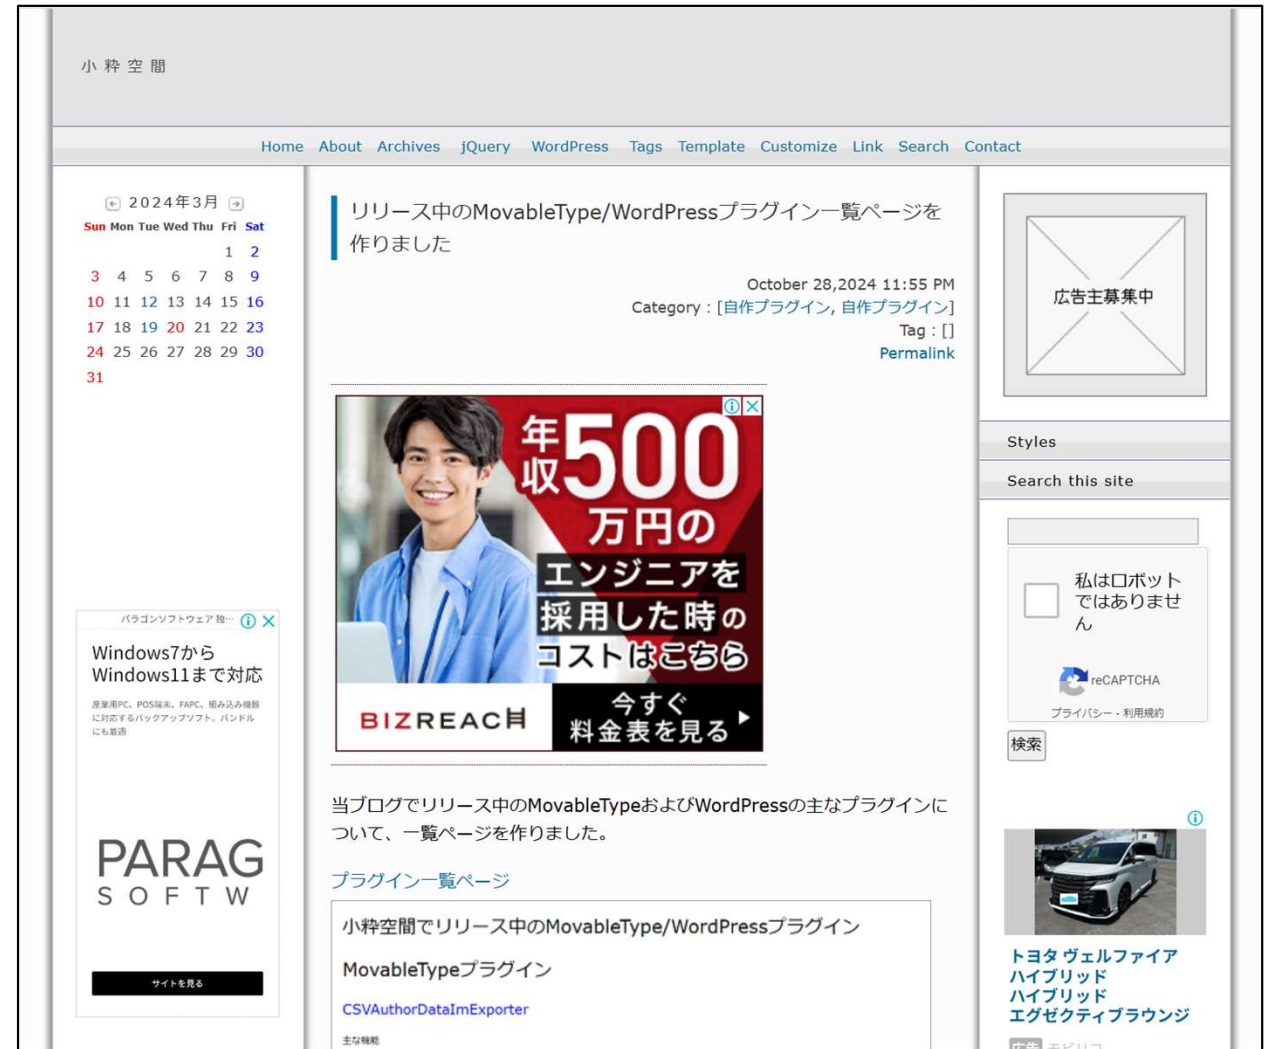 小粋空間
Home About Archives jQuery WordPress Tags Template Customize Link Search Contact
2024年3月
Sun Mon Tue Wed Thu Fri Sat
1 2
3 4 5 6 7 8 9
10 11 12 13 14 15 16
17 18 19 20 21 22 23
24 25 26 27 28 29 30
31
パラゴンソフトウェア 独…
Windows7から
Windows11まで対応
産業用PC、POS端末、FAPC、組み込み機器
に対応するバックアップソフト。バンドル
にも最適
PARAG
SOFTW
サイトを見る
リリース中のMovableType/WordPressプラグイン一覧ページを
作りました
October 28,2024 11:55 PM
Category : [自作プラグイン, 自作プラグイン]
Tag : []
Permalink
年収500
万円の
エンジニアを
採用した時の
コストはこちら
BIZREACH
今すぐ
料金表を見る
当ブログでリリース中のMovableTypeおよびWordPressの主なプラグインに
ついて、一覧ページを作りました。
プラグイン一覧ページ
小粋空間でリリース中のMovableType/WordPressプラグイン
MovableTypeプラグイン
CSVAuthorDataImExporter
主な機能
広告主募集中
Styles
Search this site
私はロボット
ではありませ
ん
reCAPTCHA
プライバシー - 利用規約
検索
トヨタ ヴェルファイア
ハイブリッド
ハイブリッド
エグゼクティブラウンジ
広告 モビリコ